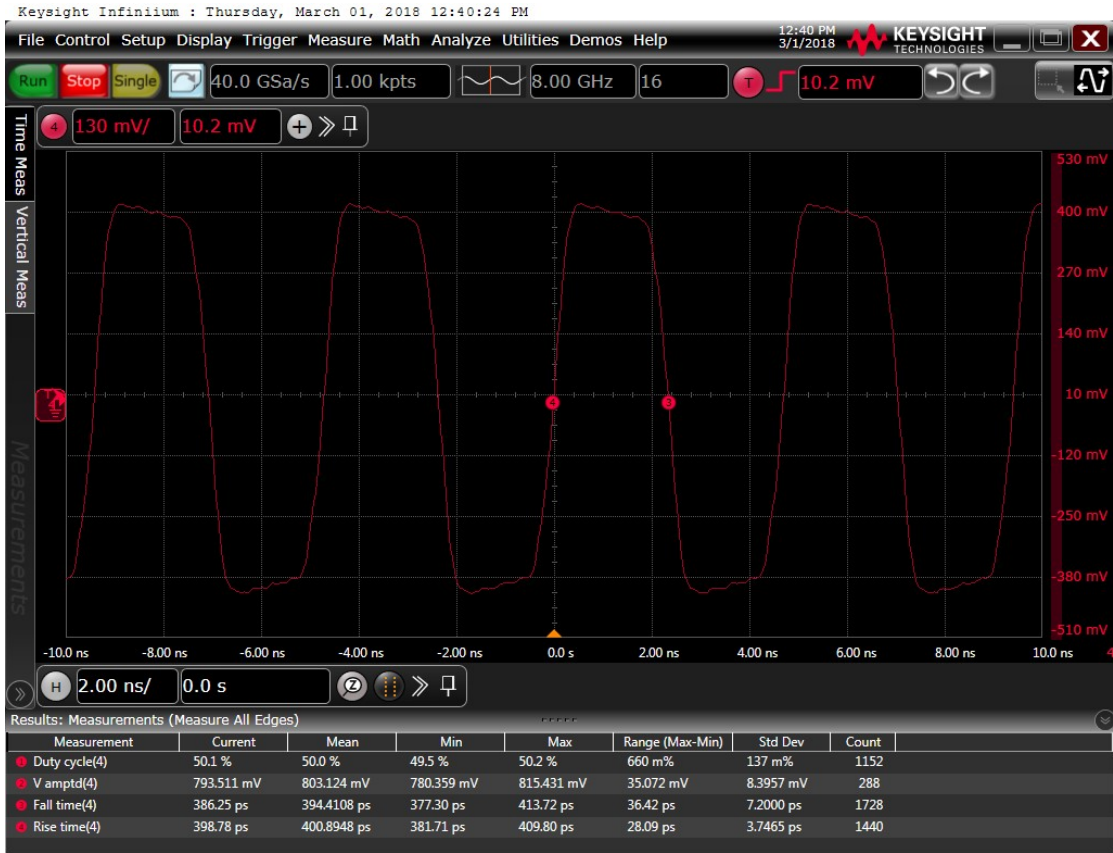 Keysight Infiniium : Thursday, March 01, 2018 12:40:24 PM
File Control Setup Display Trigger Measure Math Analyze Utilities Demos Help 12:40 PM 3/1/2018 KEYSIGHT TECHNOLOGIES X
Run Stop Single 40.0 GSa/s 1.00 kpts 8.00 GHz 16 T 10.2 mV
4 130 mV/ 10.2 mV +
Time Meas
Vertical Meas
Measurements
530 mV
400 mV
270 mV
140 mV
T 4 4 3 10 mV
-120 mV
-250 mV
-380 mV
-510 mV
-10.0 ns -8.00 ns -6.00 ns -4.00 ns -2.00 ns 0.0 s 2.00 ns 4.00 ns 6.00 ns 8.00 ns 10.0 ns 4
H 2.00 ns/ 0.0 s Z
Results: Measurements (Measure All Edges)
Measurement Current Mean Min Max Range (Max-Min) Std Dev Count
1 Duty cycle(4) 50.1 % 50.0 % 49.5 % 50.2 % 660 m% 137 m% 1152
2 V amptd(4) 793.511 mV 803.124 mV 780.359 mV 815.431 mV 35.072 mV 8.3957 mV 288
3 Fall time(4) 386.25 ps 394.4108 ps 377.30 ps 413.72 ps 36.42 ps 7.2000 ps 1728
4 Rise time(4) 398.78 ps 400.8948 ps 381.71 ps 409.80 ps 28.09 ps 3.7465 ps 1440